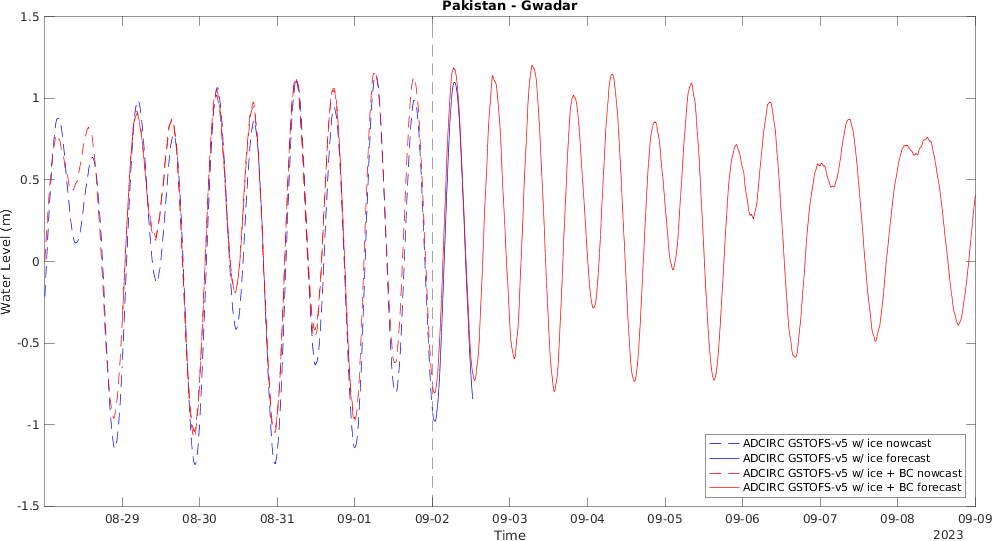 Pakistan - Gwadar
1.5
1
0.5
0
-0.5
-1
-1.5
Water Level (m)
ADCIRC GSTOFS-v5 w/ ice nowcast
ADCIRC GSTOFS-v5 w/ ice forecast
ADCIRC GSTOFS-v5 w/ ice + BC nowcast
ADCIRC GSTOFS-v5 w/ ice + BC forecast
08-29 08-30 08-31 09-01 09-02 09-03 09-04 09-05 09-06 09-07 09-08 09-09
Time
2023